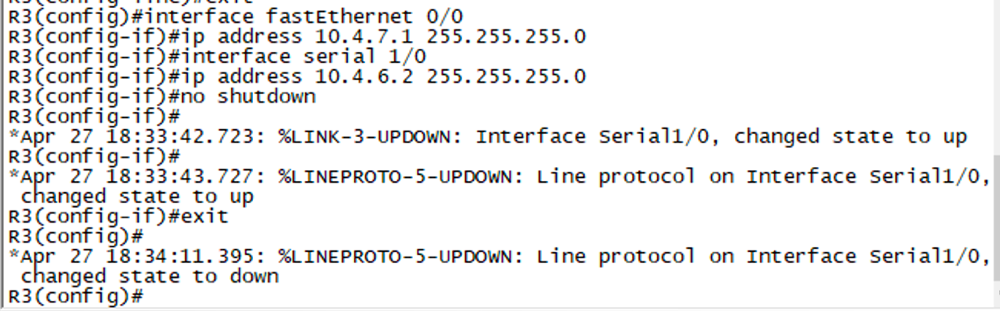 R3(config-line)#exit
R3(config)#interface fastEthernet 0/0
R3(config-if)#ip address 10.4.7.1 255.255.255.0
R3(config-if)#interface serial 1/0
R3(config-if)#ip address 10.4.6.2 255.255.255.0
R3(config-if)#no shutdown
R3(config-if)#
*Apr 27 18:33:42.723: %LINK-3-UPDOWN: Interface Serial1/0, changed state to up
R3(config-if)#
*Apr 27 18:33:43.727: %LINEPROTO-5-UPDOWN: Line protocol on Interface Serial1/0,
changed state to up
R3(config-if)#exit
R3(config)#
*Apr 27 18:34:11.395: %LINEPROTO-5-UPDOWN: Line protocol on Interface Serial1/0,
changed state to down
R3(config)#